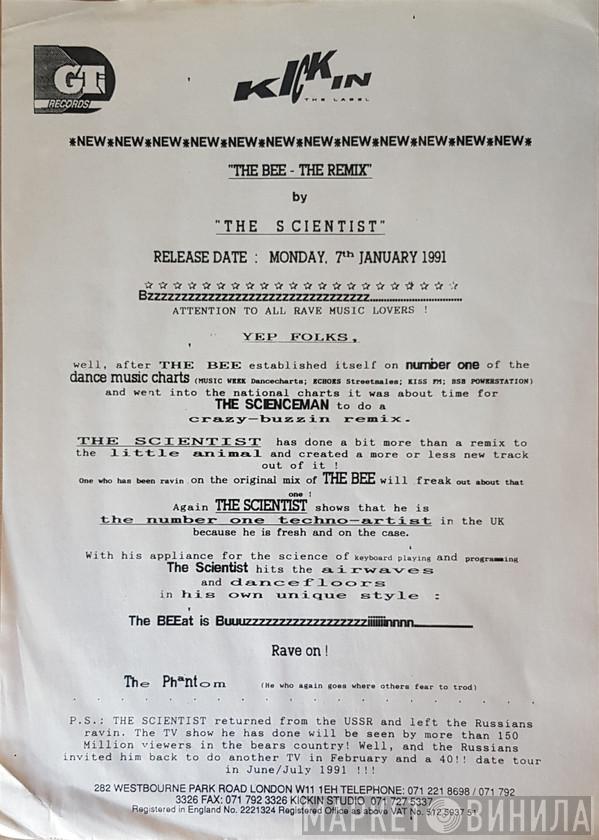 GTi
RECORDS
KICKIN
THE LABEL
*NEW*NEW*NEW*NEW*NEW*NEW*NEW*NEW*NEW*NEW*NEW*NEW*
"THE BEE - THE REMIX"
by
"THE SCIENTIST"
RELEASE DATE : MONDAY, 7th JANUARY 1991
Bzzzzzzzzzzzzzzzzzzzzzzzzzzzzzzzzzzzz................................
ATTENTION TO ALL RAVE MUSIC LOVERS !
YEP FOLKS,
well, after THE BEE established itself on number one of the
dance music charts (MUSIC WEEK Dancecharts; ECHOES Streetsales; KISS FM; BSB POWERSTATION)
and went into the national charts it was about time for
THE SCIENCEMAN to do a
crazy-buzzin remix.
THE SCIENTIST has done a bit more than a remix to
the little animal and created a more or less new track
out of it !
One who has been ravin on the original mix of THE BEE will freak out about that
one !
Again THE SCIENTIST shows that he is
the number one techno-artist in the UK
because he is fresh and on the case.
With his appliance for the science of keyboard playing and programming
The Scientist hits the airwaves
and dancefloors
in his own unique style :
The BEEat is Buuuzzzzzzzzzzzzzzzzzzzziiiiiiinnnn..................
Rave on !
The Phantom (He who again goes where others fear to trod)
P.S.: THE SCIENTIST returned from the USSR and left the Russians
ravin. The TV show he has done will be seen by more than 150
Million viewers in the bears country! Well, and the Russians
invited him back to do another TV in February and a 40!! date tour
in June/July 1991 !!!
282 WESTBOURNE PARK ROAD LONDON W11 1EH TELEPHONE: 071 221 8698 / 071 792
3326 FAX: 071 792 3326 KICKIN STUDIO 071 727 5337
Registered in England No. 2221324 Registered Office as above VAT No. 512 5937 51
МАРКЕТ ВИНИЛА